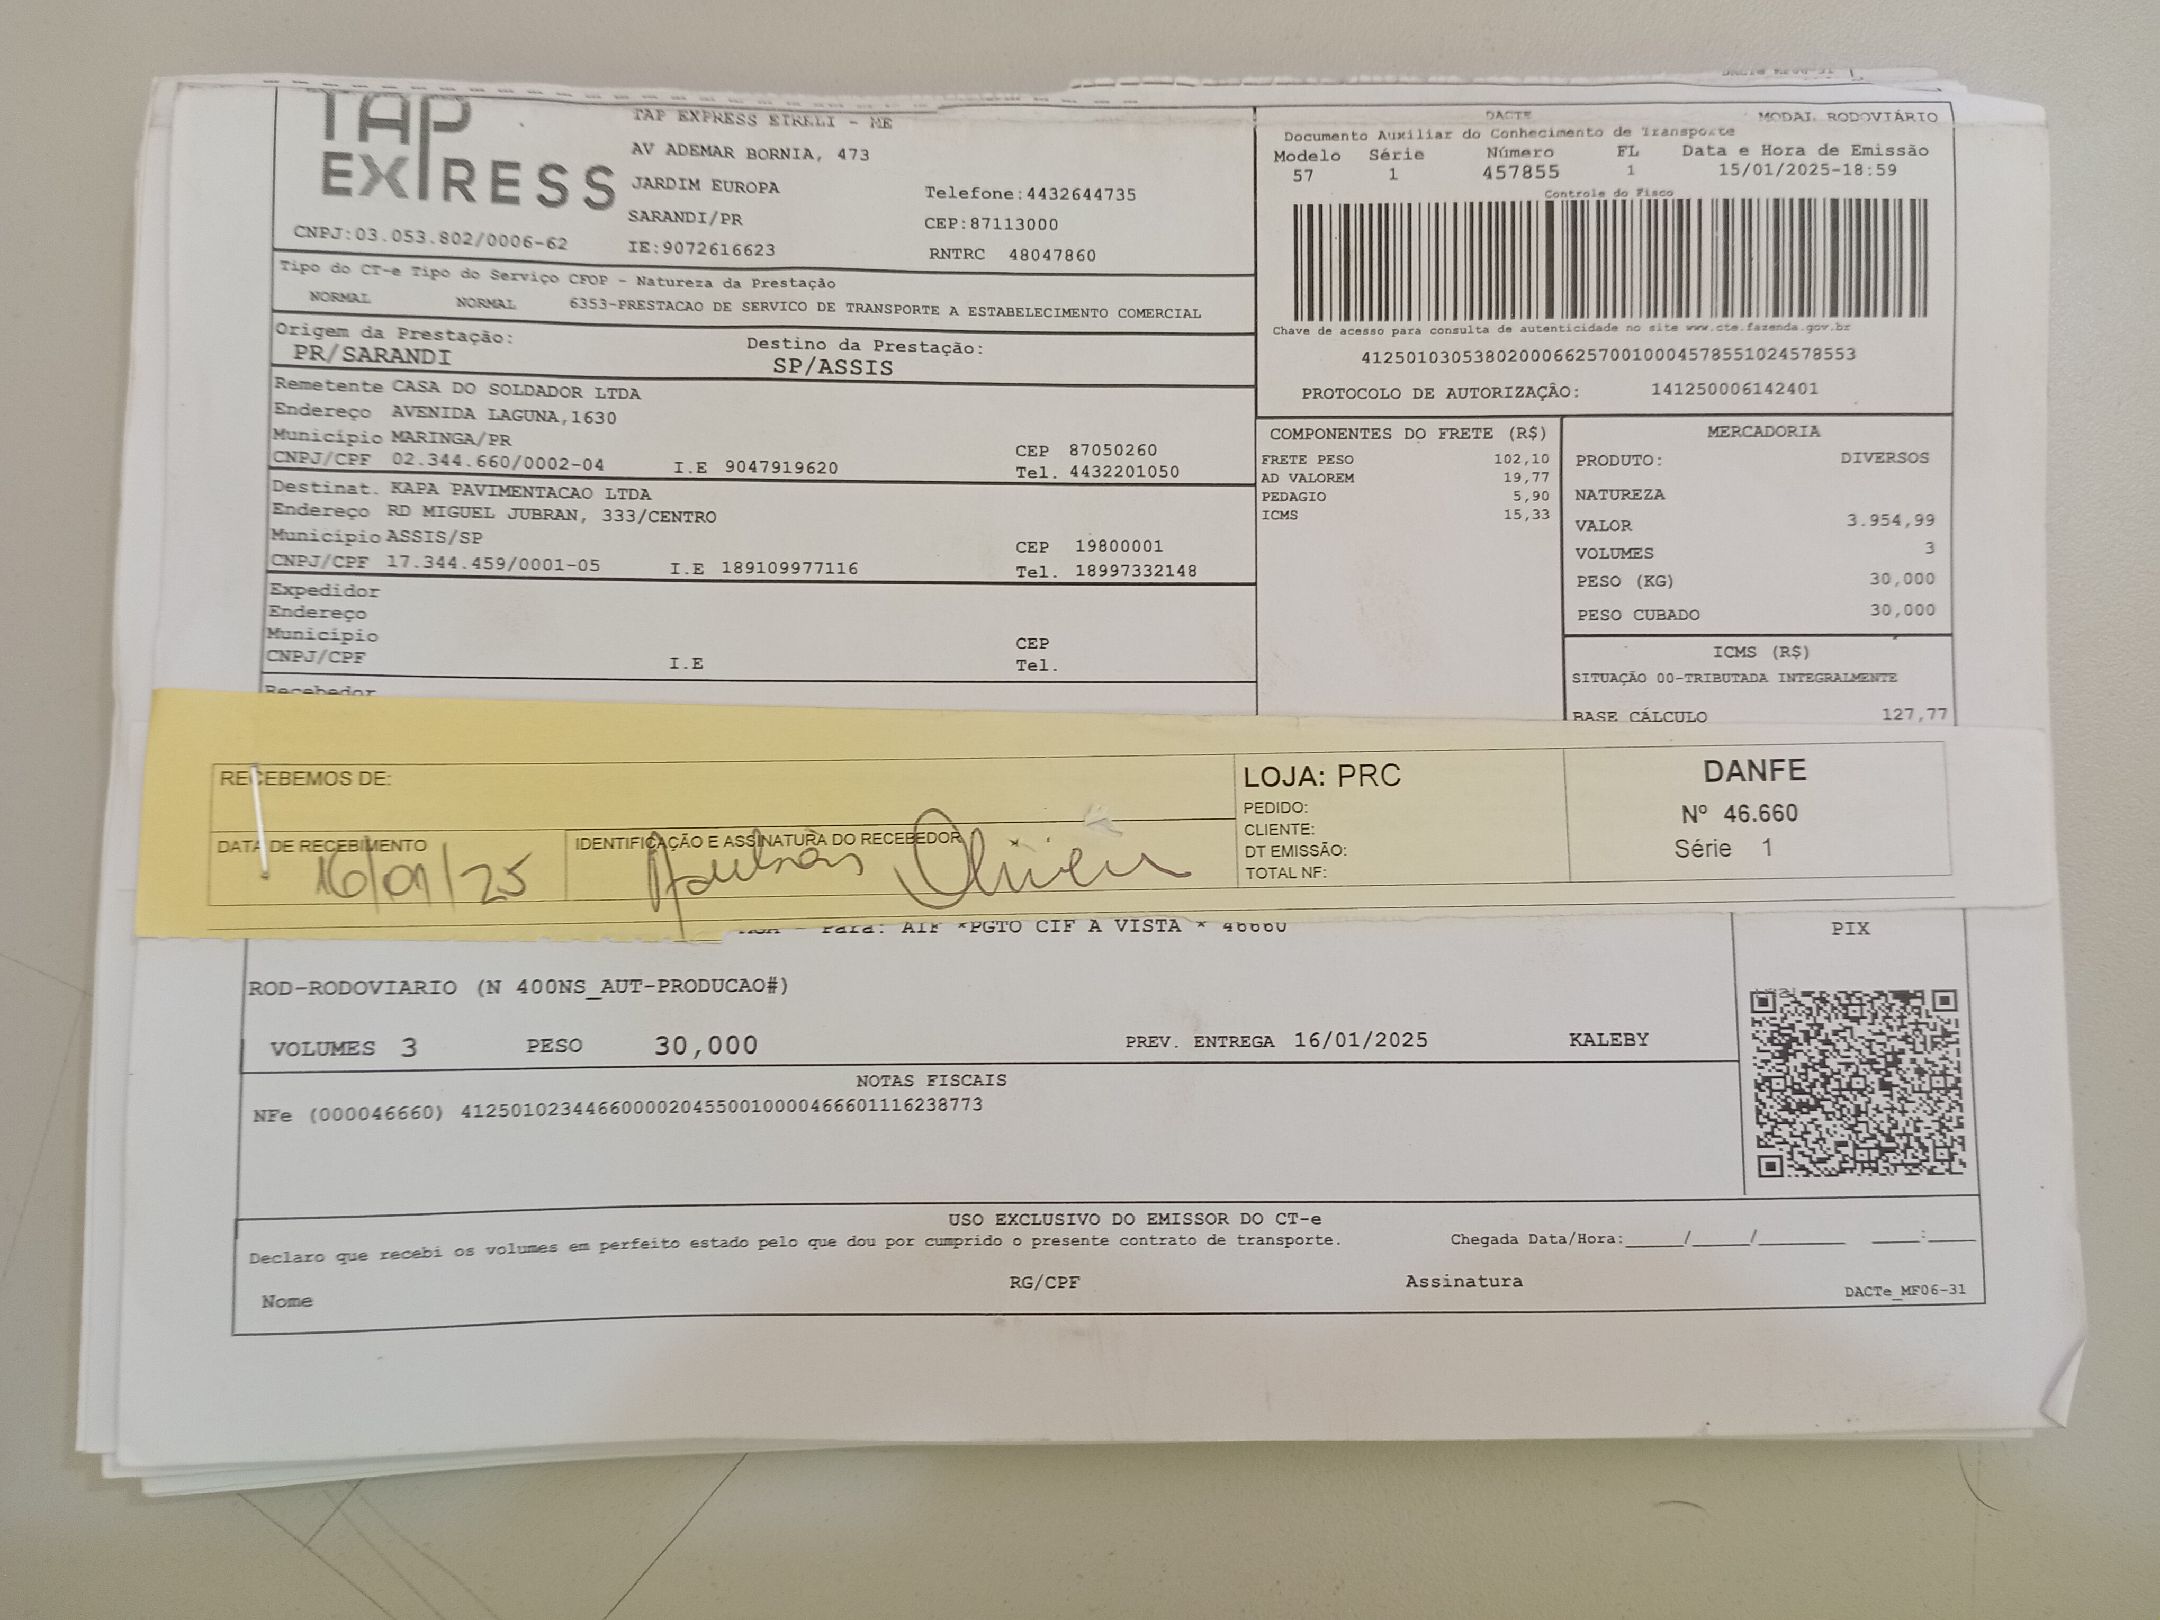 TAP
EXPRESS
CNPJ:03.053.802/0006-62
TAP EXPRESS EIRELI - ME
AV ADEMAR BORNIA, 473
JARDIM EUROPA
SARANDI/PR
IE:9072616623
Telefone:4432644735
CEP:87113000
RNTRC 48047860
DACTE MODAL RODOVIÁRIO
Documento Auxiliar do Conhecimento de Transporte
Modelo Série Número FL Data e Hora de Emissão
57 1 457855 1 15/01/2025-18:59
Controle do Fisco
Chave de acesso para consulta de autenticidade no site www.cte.fazenda.gov.br
41250103053802000662570010004578551024578553
PROTOCOLO DE AUTORIZAÇÃO: 141250006142401
Tipo do CT-e Tipo do Serviço CFOP - Natureza da Prestação
NORMAL NORMAL 6353-PRESTACAO DE SERVICO DE TRANSPORTE A ESTABELECIMENTO COMERCIAL
Origem da Prestação: Destino da Prestação:
PR/SARANDI SP/ASSIS
Remetente CASA DO SOLDADOR LTDA
Endereço AVENIDA LAGUNA,1630
Município MARINGA/PR CEP 87050260
CNPJ/CPF 02.344.660/0002-04 I.E 9047919620 Tel. 4432201050
Destinat. KAPA PAVIMENTACAO LTDA
Endereço RD MIGUEL JUBRAN, 333/CENTRO
Município ASSIS/SP CEP 19800001
CNPJ/CPF 17.344.459/0001-05 I.E 189109977116 Tel. 18997332148
Expedidor
Endereço
Município CEP
CNPJ/CPF I.E Tel.
Recebedor
COMPONENTES DO FRETE (R$)
FRETE PESO 102,10
AD VALOREM 19,77
PEDAGIO 5,90
ICMS 15,33
MERCADORIA
PRODUTO: DIVERSOS
NATUREZA
VALOR 3.954,99
VOLUMES 3
PESO (KG) 30,000
PESO CUBADO 30,000
ICMS (R$)
SITUAÇÃO 00-TRIBUTADA INTEGRALMENTE
BASE CÁLCULO 127,77
RECEBEMOS DE:
DATA DE RECEBIMENTO
16/01/25
IDENTIFICAÇÃO E ASSINATURA DO RECEBEDOR
LOJA: PRC
PEDIDO:
CLIENTE:
DT EMISSÃO:
TOTAL NF:
DANFE
Nº 46.660
Série 1
- Para: AIF *PGTO CIF A VISTA * 46660
PIX
ROD-RODOVIARIO (N 400NS_AUT-PRODUCAO#)
VOLUMES 3 PESO 30,000 PREV. ENTREGA 16/01/2025 KALEBY
NOTAS FISCAIS
NFe (000046660) 41250102344660000204550010000466601116238773
USO EXCLUSIVO DO EMISSOR DO CT-e
Declaro que recebi os volumes em perfeito estado pelo que dou por cumprido o presente contrato de transporte. Chegada Data/Hora:_____/_____/________ ____:____
Nome RG/CPF Assinatura
DACTe_MF06-31